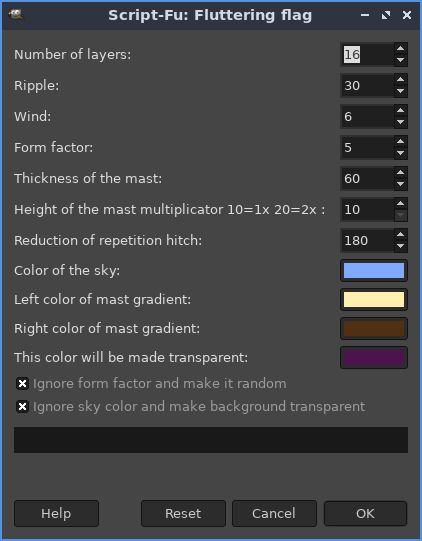 Script-Fu: Fluttering flag
Number of layers: 16
Ripple: 30
Wind: 6
Form factor: 5
Thickness of the mast: 60
Height of the mast multiplicator 10=1x 20=2x : 10
Reduction of repetition hitch: 180
Color of the sky:
Left color of mast gradient:
Right color of mast gradient:
This color will be made transparent:
Ignore form factor and make it random
Ignore sky color and make background transparent
Help Reset Cancel OK